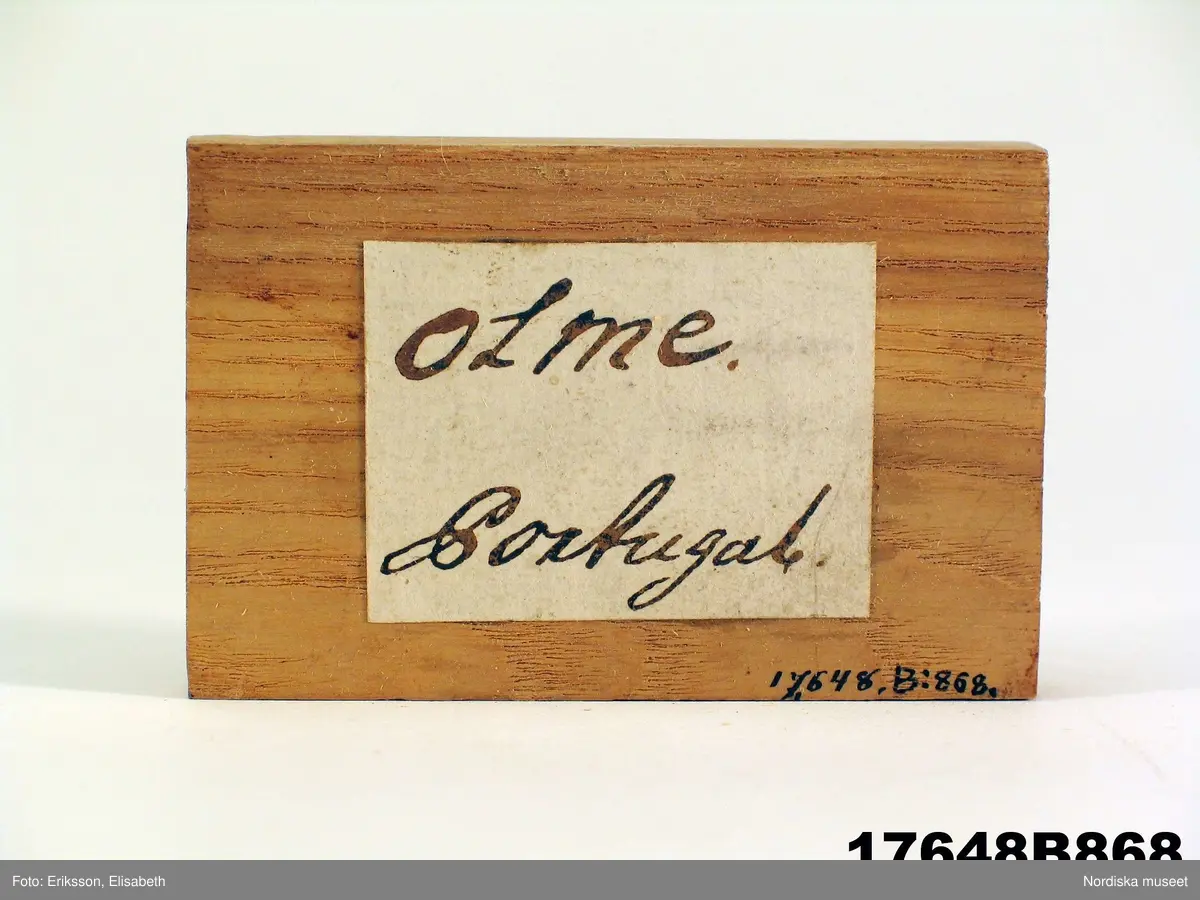 Olme.
Portugal.
17648.B:868.
17648B868
Foto: Eriksson, Elisabeth
Nordiska museet